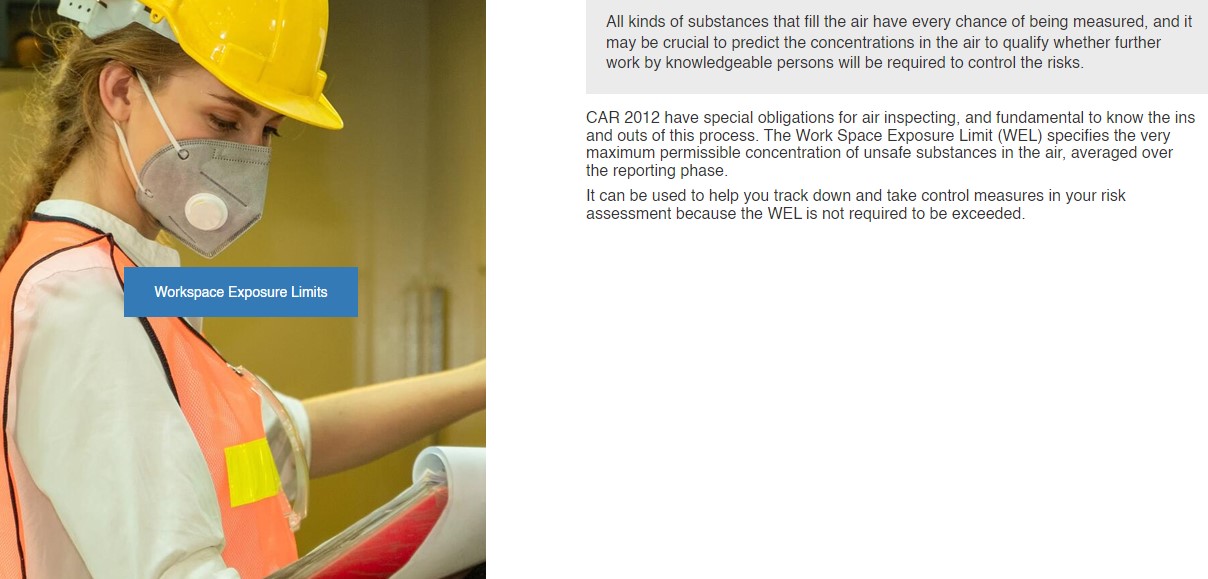 All kinds of substances that fill the air have every chance of being measured, and it
may be crucial to predict the concentrations in the air to qualify whether further
work by knowledgeable persons will be required to control the risks.
CAR 2012 have special obligations for air inspecting, and fundamental to know the ins
and outs of this process. The Work Space Exposure Limit (WEL) specifies the very
maximum permissible concentration of unsafe substances in the air, averaged over
the reporting phase.
It can be used to help you track down and take control measures in your risk
assessment because the WEL is not required to be exceeded.
Workspace Exposure Limits